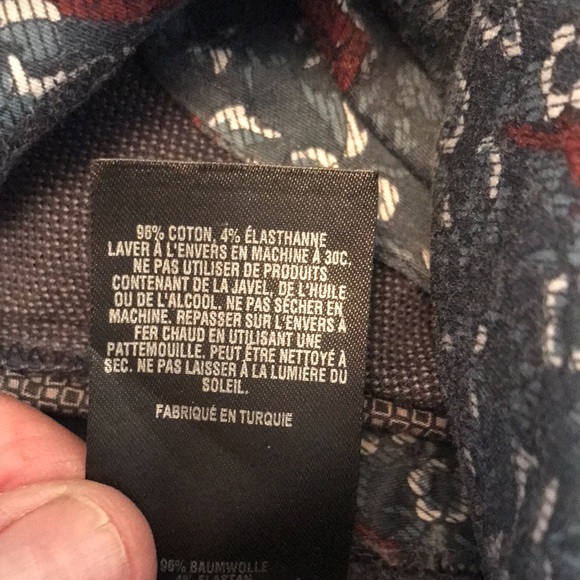 96% COTON, 4% ÉLASTHANNE
LAVER À L'ENVERS EN MACHINE À 30C.
NE PAS UTILISER DE PRODUITS
CONTENANT DE LA JAVEL, DE L'HUILE
OU DE L'ALCOOL. NE PAS SÉCHER EN
MACHINE. REPASSER SUR L'ENVERS À
FER CHAUD EN UTILISANT UNE
PATTEMOUILLE. PEUT ÊTRE NETTOYÉ À
SEC. NE PAS LAISSER À LA LUMIÈRE DU
SOLEIL.
FABRIQUÉ EN TURQUIE
96% BAUMWOLLE
4% ELASTAN